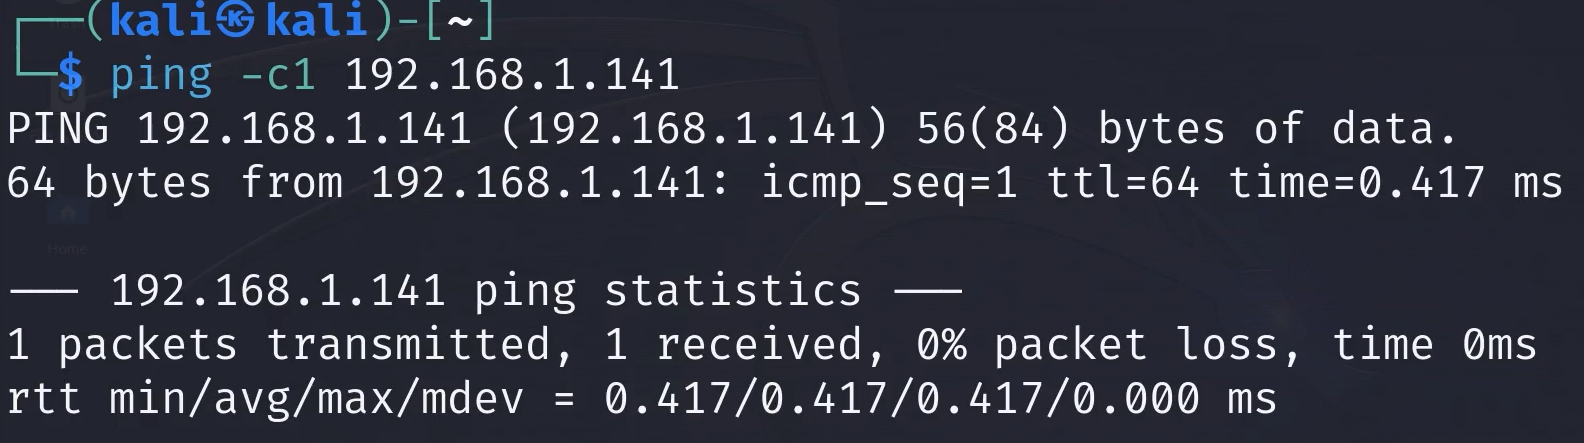 (kali㉿kali)-[~]
$ ping -c1 192.168.1.141
PING 192.168.1.141 (192.168.1.141) 56(84) bytes of data.
64 bytes from 192.168.1.141: icmp_seq=1 ttl=64 time=0.417 ms
Home
--- 192.168.1.141 ping statistics ---
1 packets transmitted, 1 received, 0% packet loss, time 0ms
rtt min/avg/max/mdev = 0.417/0.417/0.417/0.000 ms